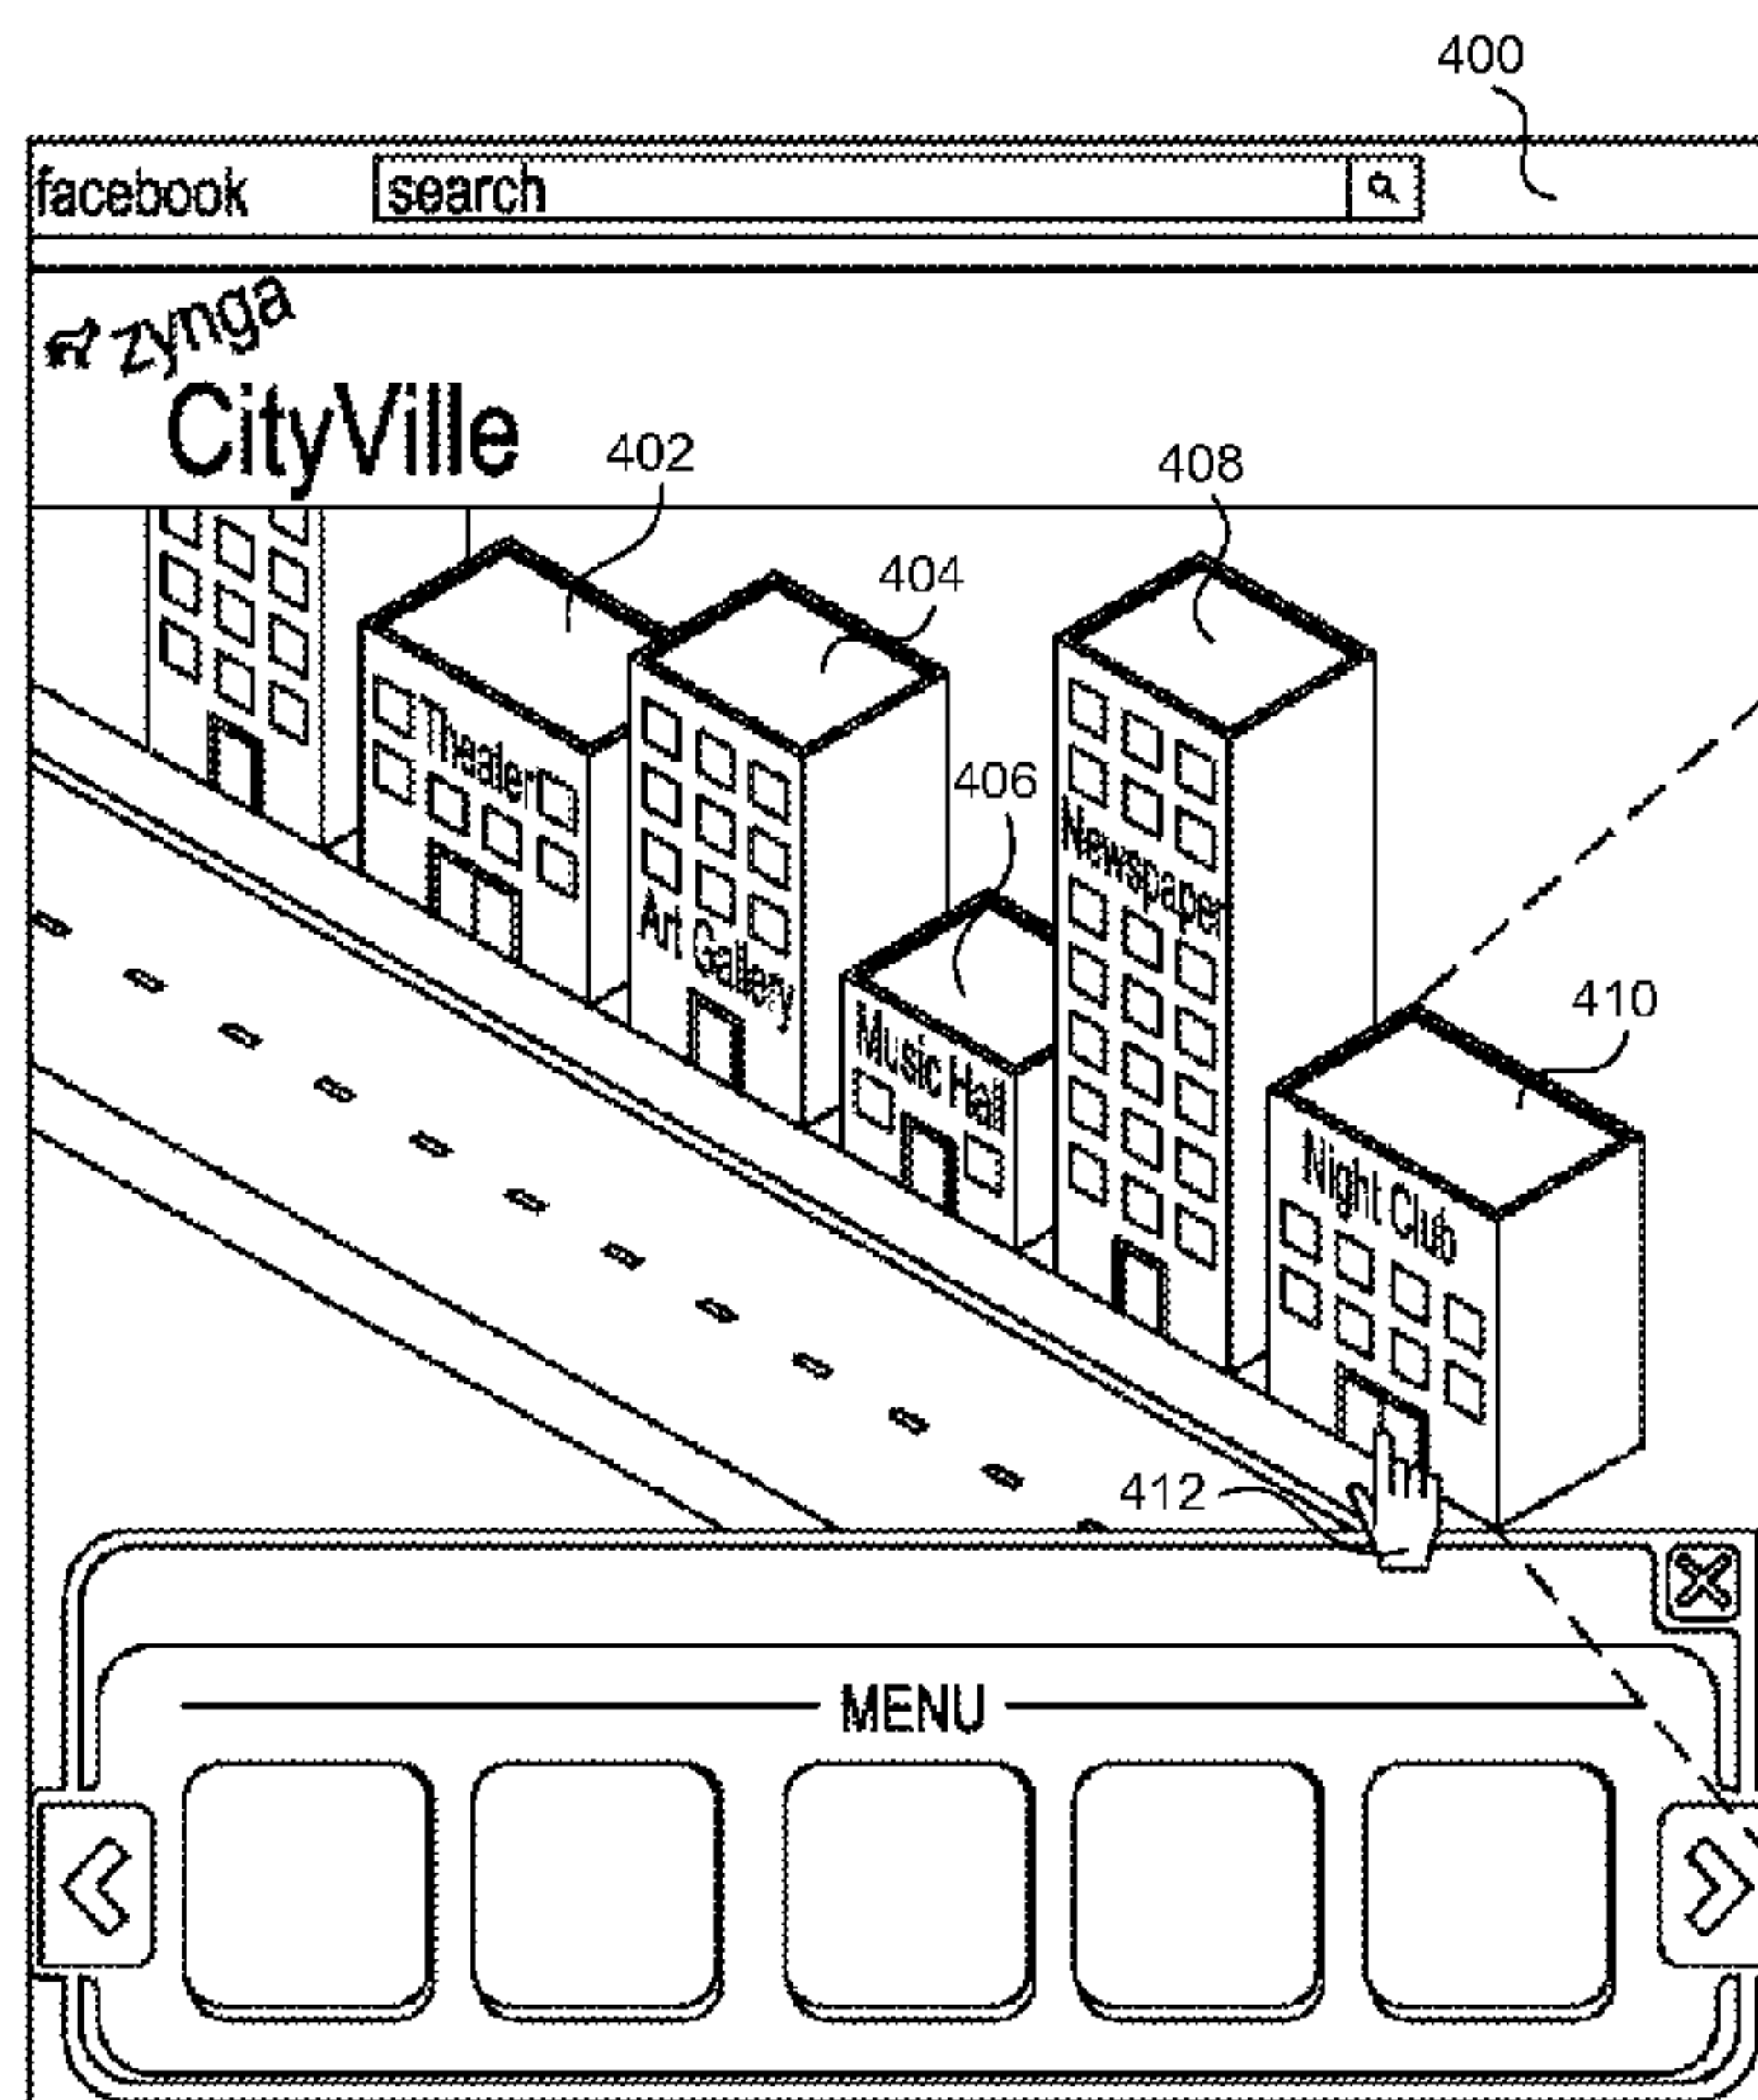 400
facebook
search
zynga
CityVille
402
408
404
Theater
406
Newspaper
Art Gallery
410
Music Hall
Night Club
412
MENU